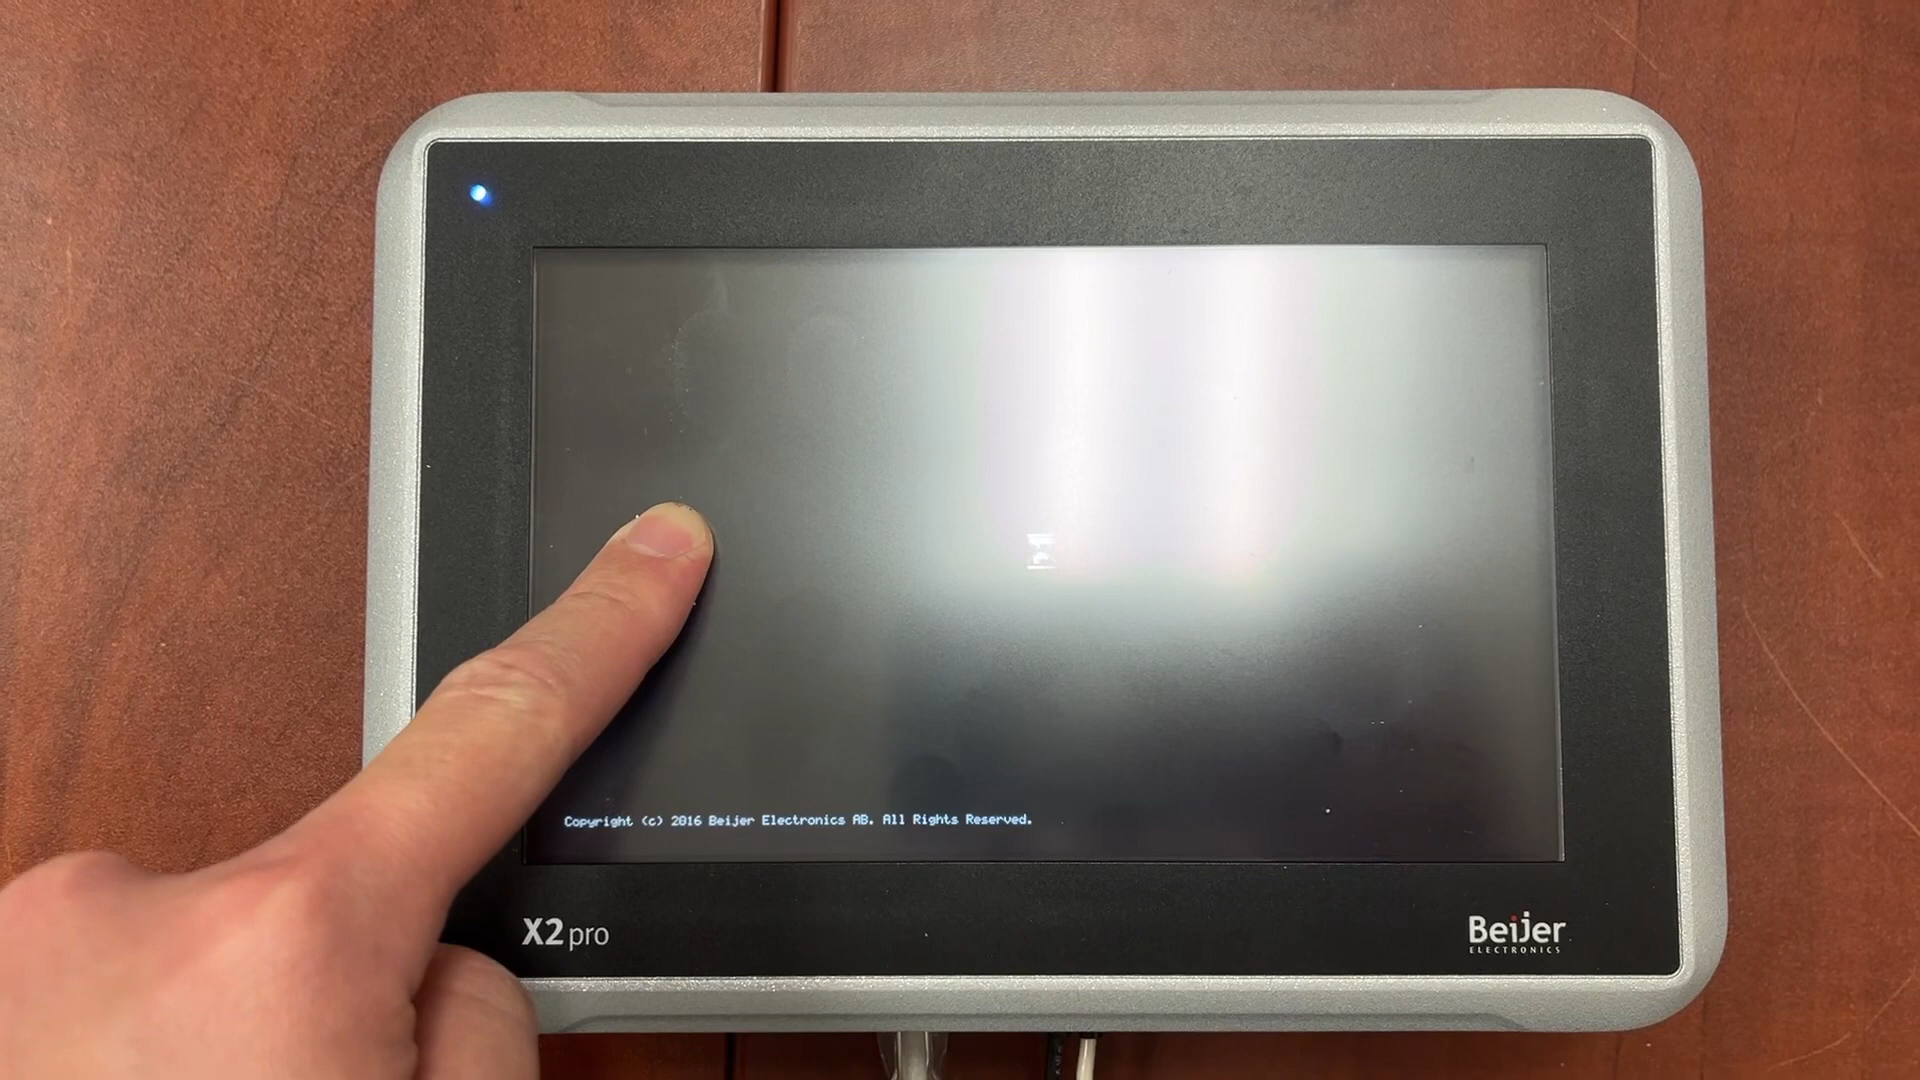 Copyright (c) 2016 Beijer Electronics AB. All Rights Reserved.
X2 pro
Beijer
ELECTRONICS